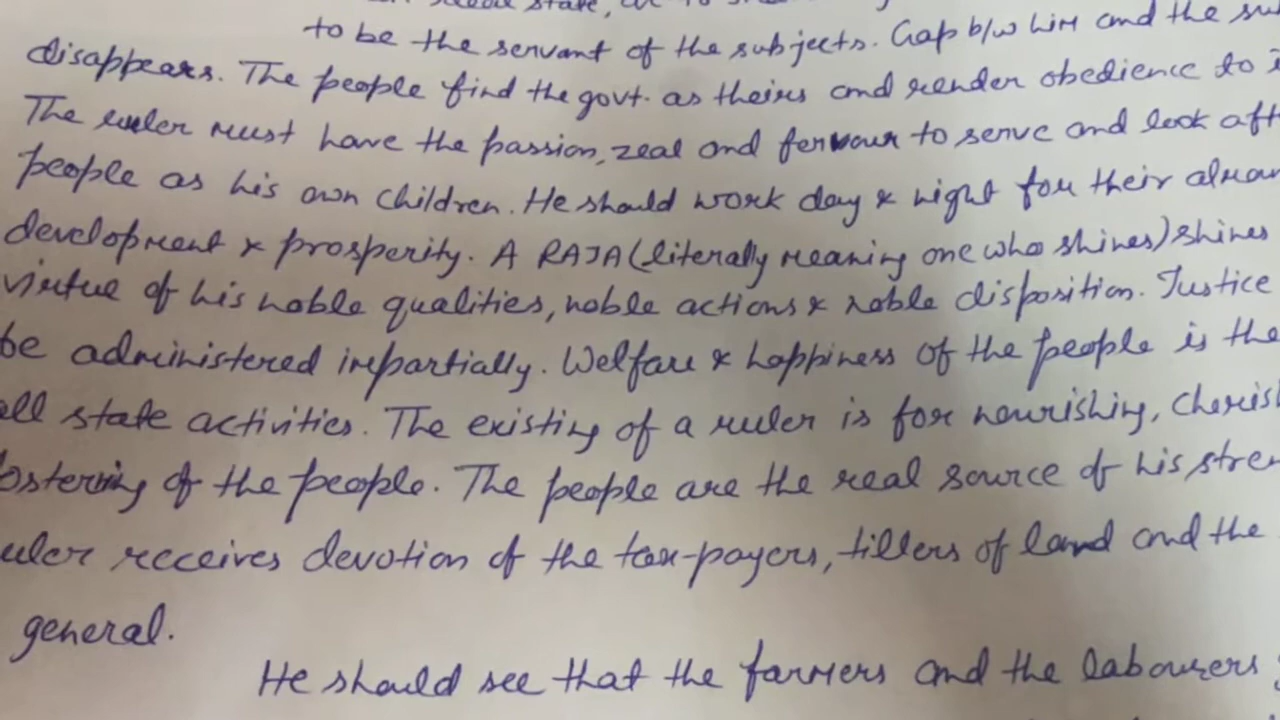 state,
to be the servant of the subjects. Gap b/w him and the
disappears. The people find the govt. as theirs and render obedience to
The ruler must have the passion, zeal and fervour to serve and look
people as his own children. He should work day & night for their
development & prosperity. A RAJA (literally meaning one who shines) shines
virtue of his noble qualities, noble actions & noble disposition. Justice
be administered impartially. Welfare & happiness of the people is the
all state activities. The existing of a ruler is for nourishing,
of the people. The people are the real source of his
receives devotion of the tax-payers, tillers of land and the
general.
He should see that the farmers and the labourers